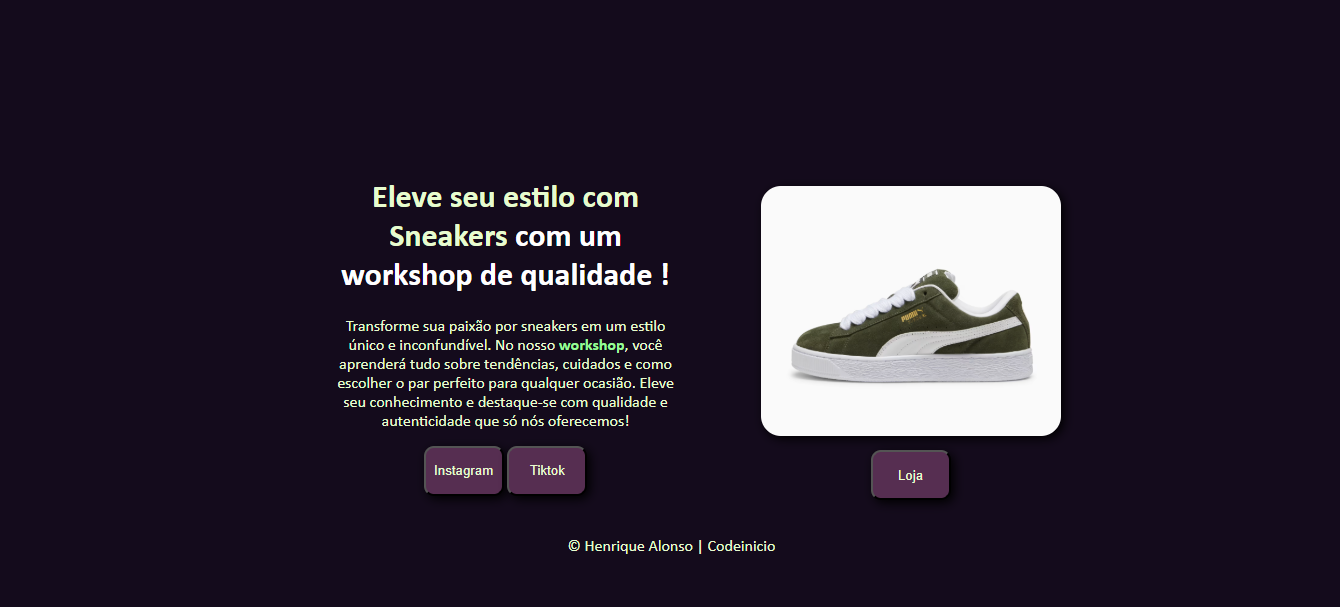 Eleve seu estilo com
Sneakers com um
workshop de qualidade !
Transforme sua paixão por sneakers em um estilo
único e inconfundível. No nosso workshop, você
aprenderá tudo sobre tendências, cuidados e como
escolher o par perfeito para qualquer ocasião. Eleve
seu conhecimento e destaque-se com qualidade e
autenticidade que só nós oferecemos!
Instagram Tiktok
PUMA
Loja
© Henrique Alonso | Codeinicio